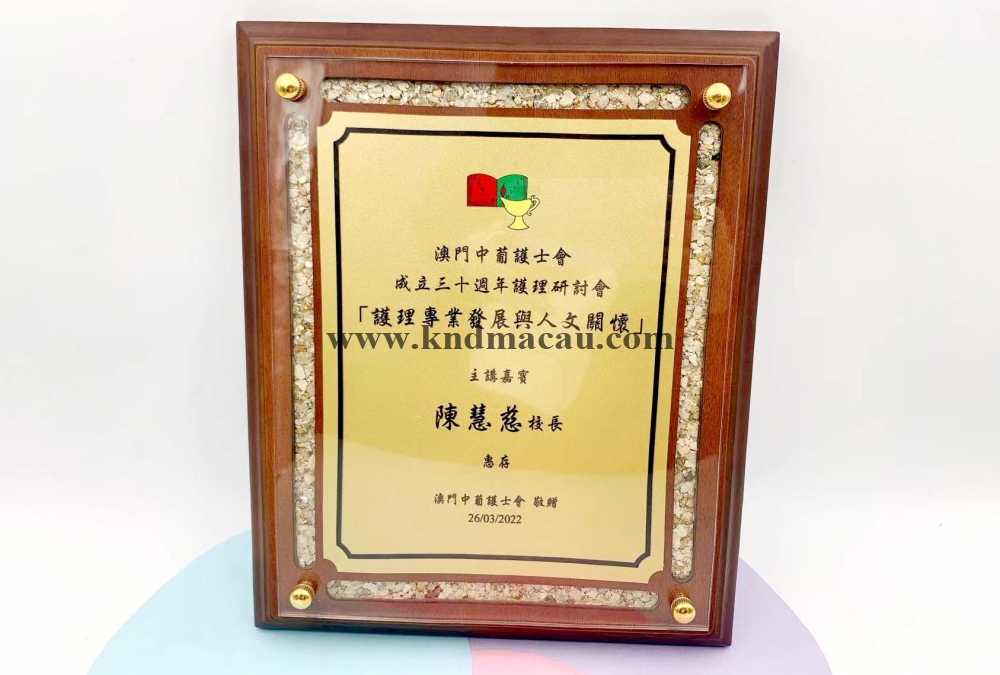 澳門中葡護士會
成立三十週年護理研討會
「護理專業發展與人文關懷」
www.kndmacau.com
主講嘉賓
陳慧慈校長
惠存
澳門中葡護士會 敬贈
26/03/2022